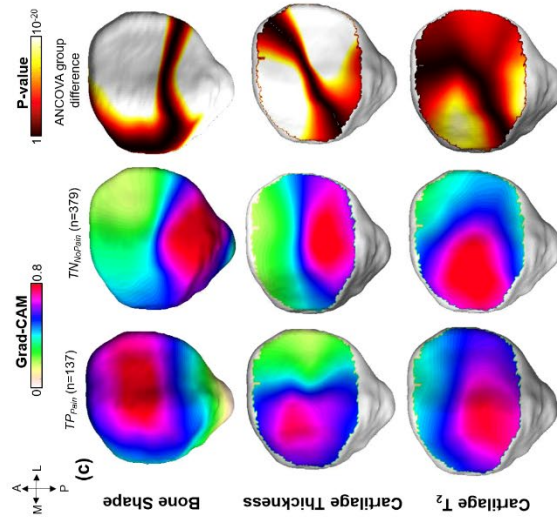 A
M L
P
(c)
Grad-CAM
0 0.8
P-value
1 10⁻²⁰
TP_Pain (n=137)
TN_NoPain (n=379)
ANCOVA group
difference
Bone Shape
Cartilage Thickness
Cartilage T₂